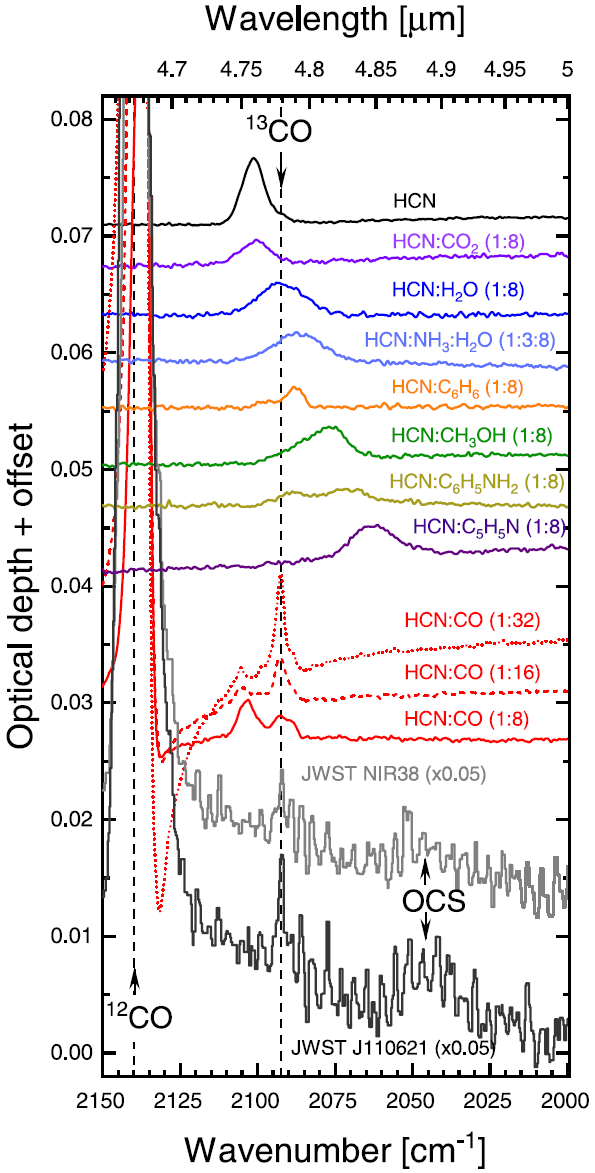 Wavelength [μm]
4.7 4.76 4.8 4.85 4.9 4.95 5
0.08
¹³CO
HCN
0.07
HCN:CO₂ (1:8)
HCN:H₂O (1:8)
0.06
HCN:NH₃:H₂O (1:3:8)
HCN:C₆H₆ (1:8)
HCN:CH₃OH (1:8)
0.05
HCN:C₆H₅NH₂ (1:8)
HCN:C₅H₅N (1:8)
0.04
HCN:CO (1:32)
HCN:CO (1:16)
0.03
HCN:CO (1:8)
JWST NIR38 (x0.05)
0.02
OCS
0.01
¹²CO
JWST J110621 (x0.05)
0.00
Optical depth + offset
2150 2125 2100 2075 2050 2025 2000
Wavenumber [cm⁻¹]